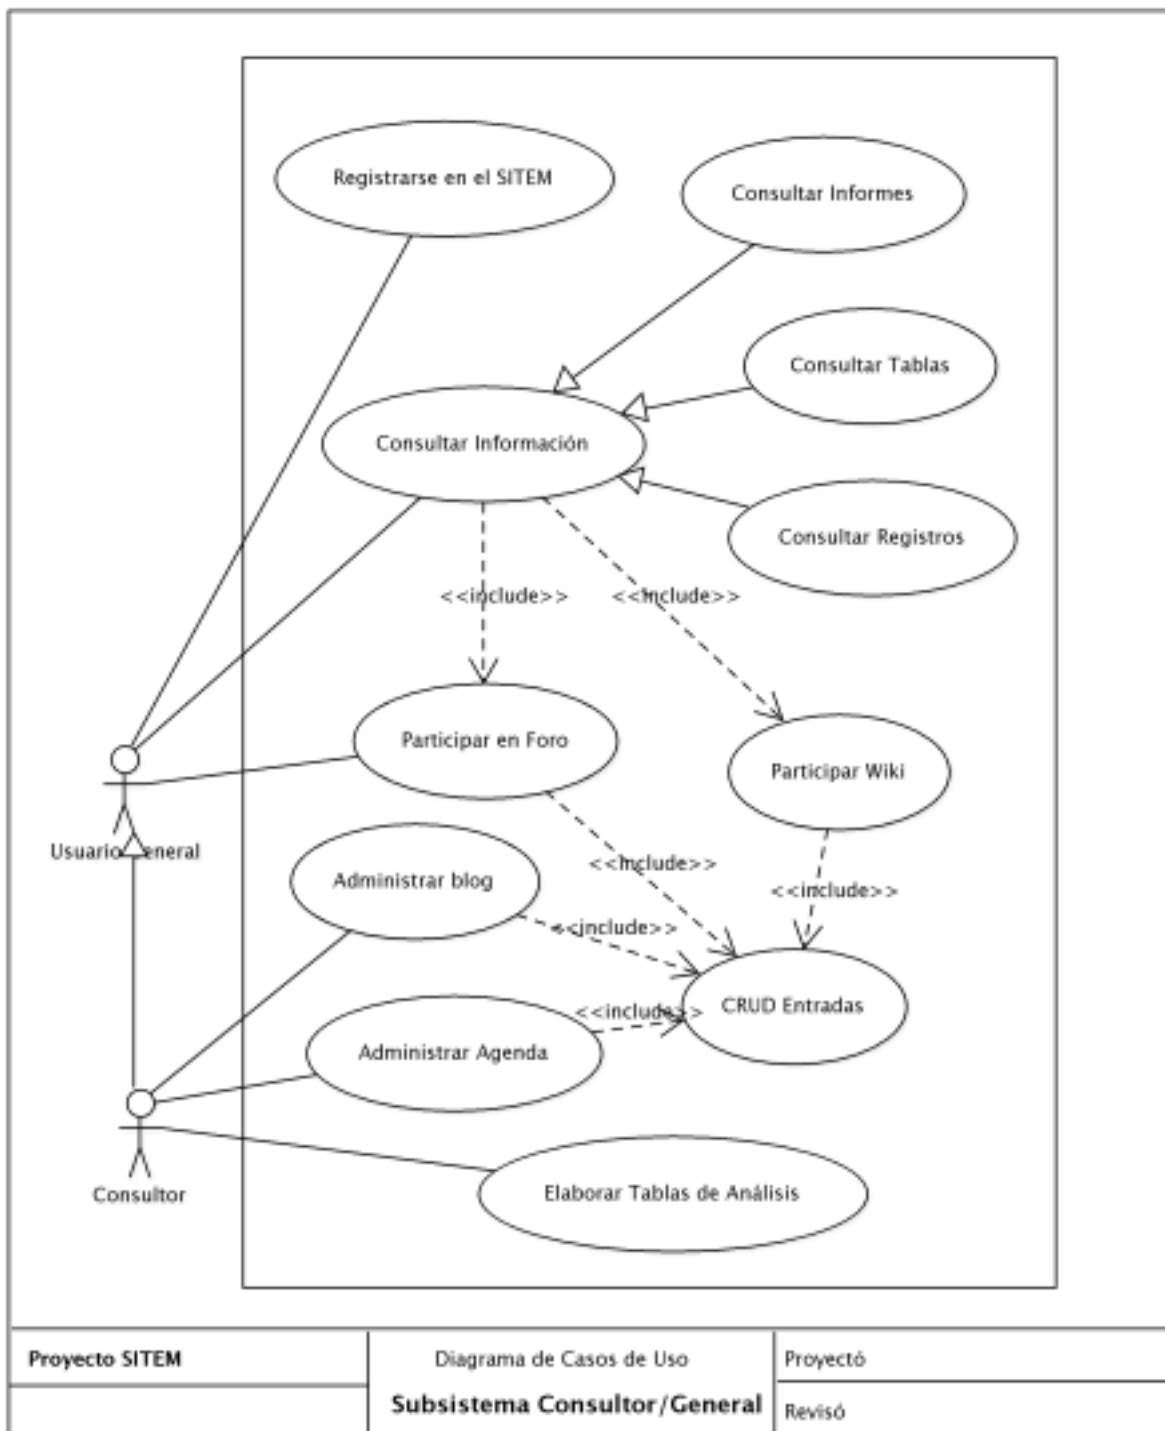 Registrarse en el SITEM
Consultar Informes
Consultar Tablas
Consultar Información
Consultar Registros
<<include>>
<<include>>
Participar en Foro
Participar Wiki
Usuario General
<<include>>
Administrar blog
<<include>>
<<include>>
CRUD Entradas
<<include>>
Administrar Agenda
Consultor
Elaborar Tablas de Análisis
Proyecto SITEM
Diagrama de Casos de Uso
Subsistema Consultor/General
Proyectó
Revisó